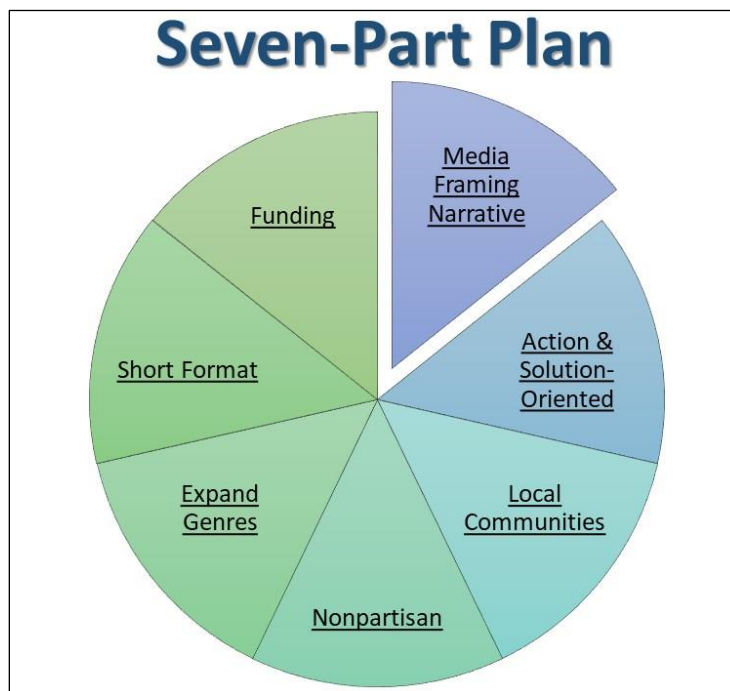 Seven-Part Plan
Media
Framing
Narrative
Action &
Solution-
Oriented
Local
Communities
Nonpartisan
Expand
Genres
Short Format
Funding